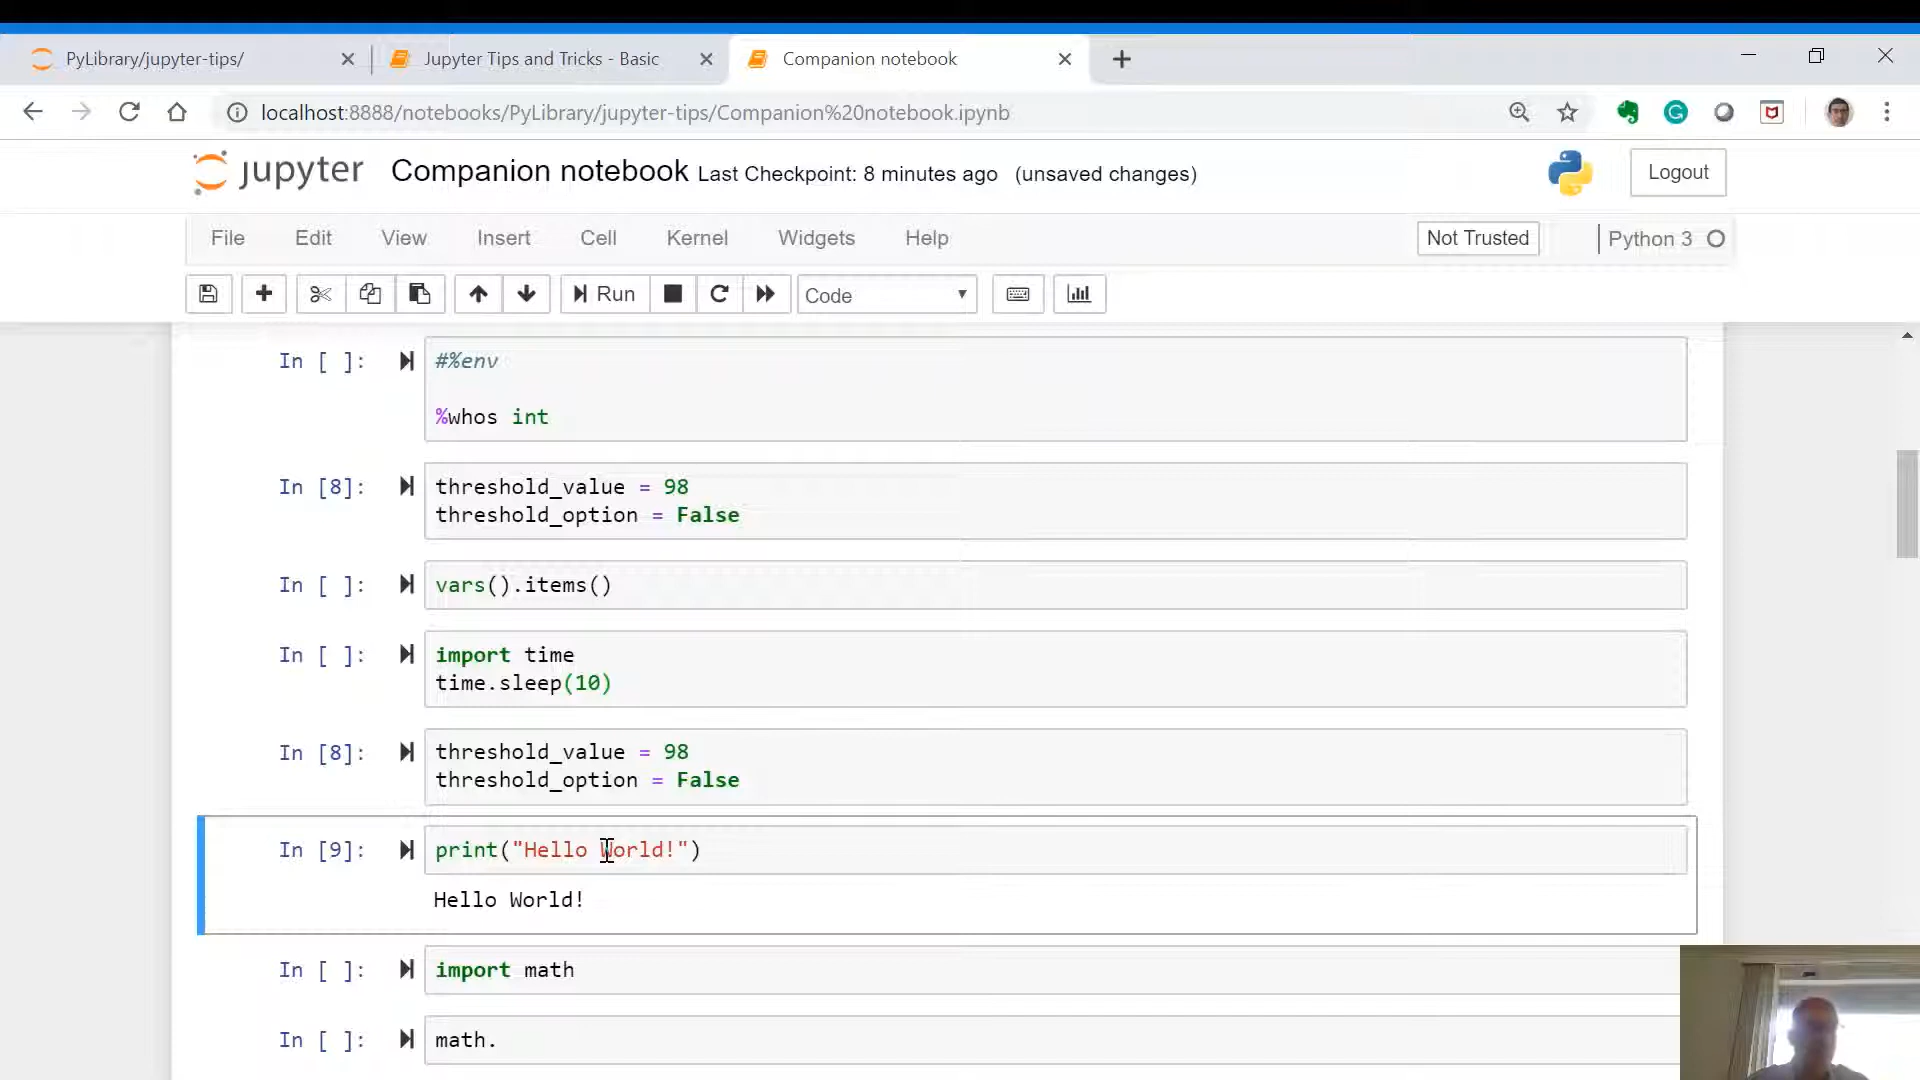 PyLibrary/jupyter-tips/
Jupyter Tips and Tricks - Basic
Companion notebook
localhost:8888/notebooks/PyLibrary/jupyter-tips/Companion%20notebook.ipynb
jupyter Companion notebook Last Checkpoint: 8 minutes ago (unsaved changes)
Logout
File Edit View Insert Cell Kernel Widgets Help
Not Trusted
Python 3
Run
Code
In [ ]: #%env
%whos int
In [8]: threshold_value = 98
threshold_option = False
In [ ]: vars().items()
In [ ]: import time
time.sleep(10)
In [8]: threshold_value = 98
threshold_option = False
In [9]: print("Hello World!")
Hello World!
In [ ]: import math
In [ ]: math.